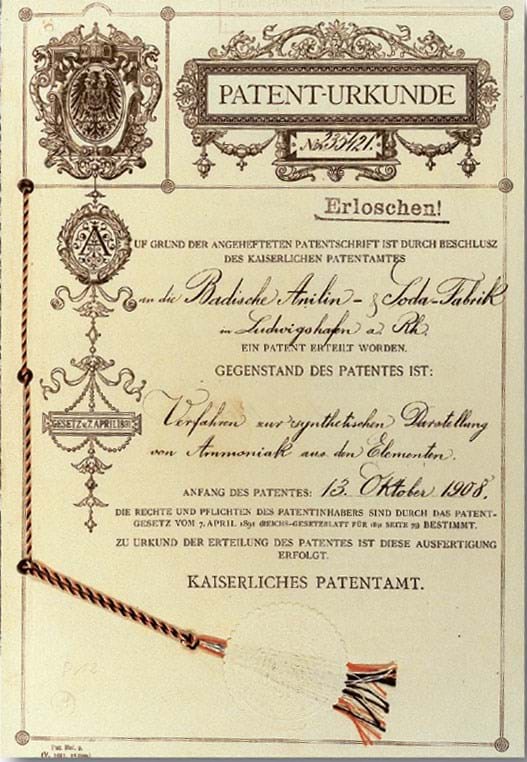 PATENT-URKUNDE
No 235421.
Erloschen!
AUF GRUND DER ANGEHEFTETEN PATENTSCHRIFT IST DURCH BESCHLUSZ
DES KAISERLICHEN PATENTAMTES
an die Badische Anilin- & Soda-Fabrik
in Ludwigshafen a. Rh.
EIN PATENT ERTEILT WORDEN.
GEGENSTAND DES PATENTES IST:
GESETZ v. 7. APRIL 1891
Verfahren zur synthetischen Darstellung
von Ammoniak aus den Elementen.
ANFANG DES PATENTES: 13. Oktober 1908.
DIE RECHTE UND PFLICHTEN DES PATENTINHABERS SIND DURCH DAS PATENT-
GESETZ VOM 7. APRIL 1891 (REICHS-GESETZBLATT FÜR 1891 SEITE 79) BESTIMMT.
ZU URKUND DER ERTEILUNG DES PATENTES IST DIESE AUSFERTIGUNG
ERFOLGT.
KAISERLICHES PATENTAMT.